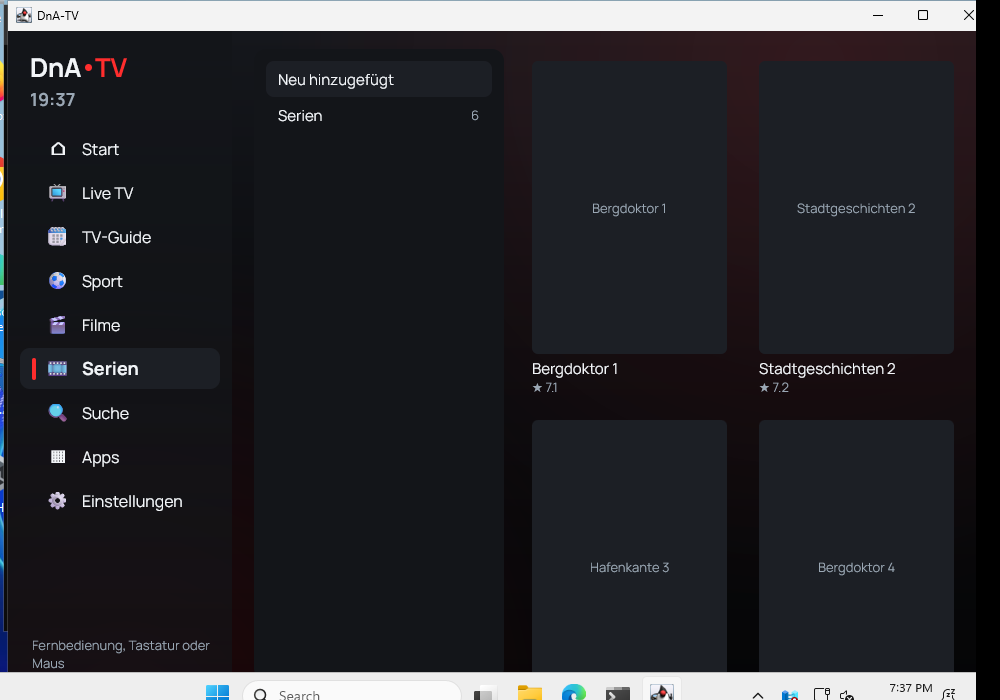 DnA-TV
DnA•TV
19:37
Start
Live TV
TV-Guide
Sport
Filme
Serien
Suche
Apps
Einstellungen
Fernbedienung, Tastatur oder
Maus
Neu hinzugefügt
Serien 6
Bergdoktor 1
Bergdoktor 1
★ 7.1
Stadtgeschichten 2
Stadtgeschichten 2
★ 7.2
Hafenkante 3
Bergdoktor 4
Search
7:37 PM